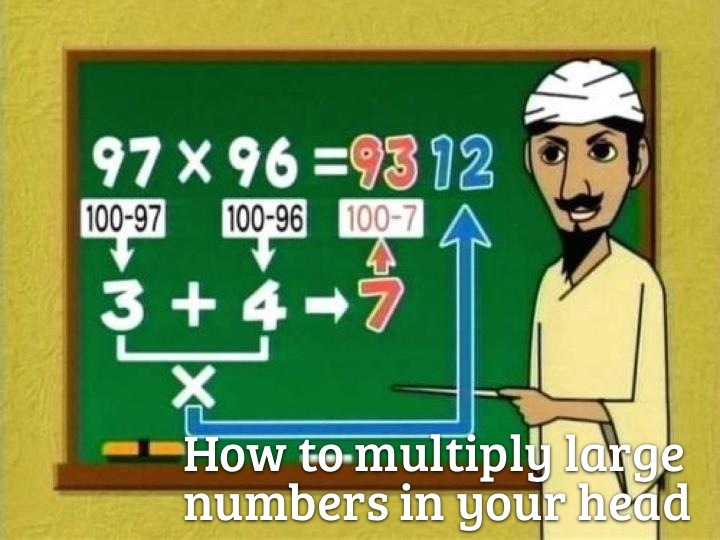 97 × 96 = 93 12
100-97 100-96 100-7
3 + 4 → 7
×
How to multiply large
numbers in your head